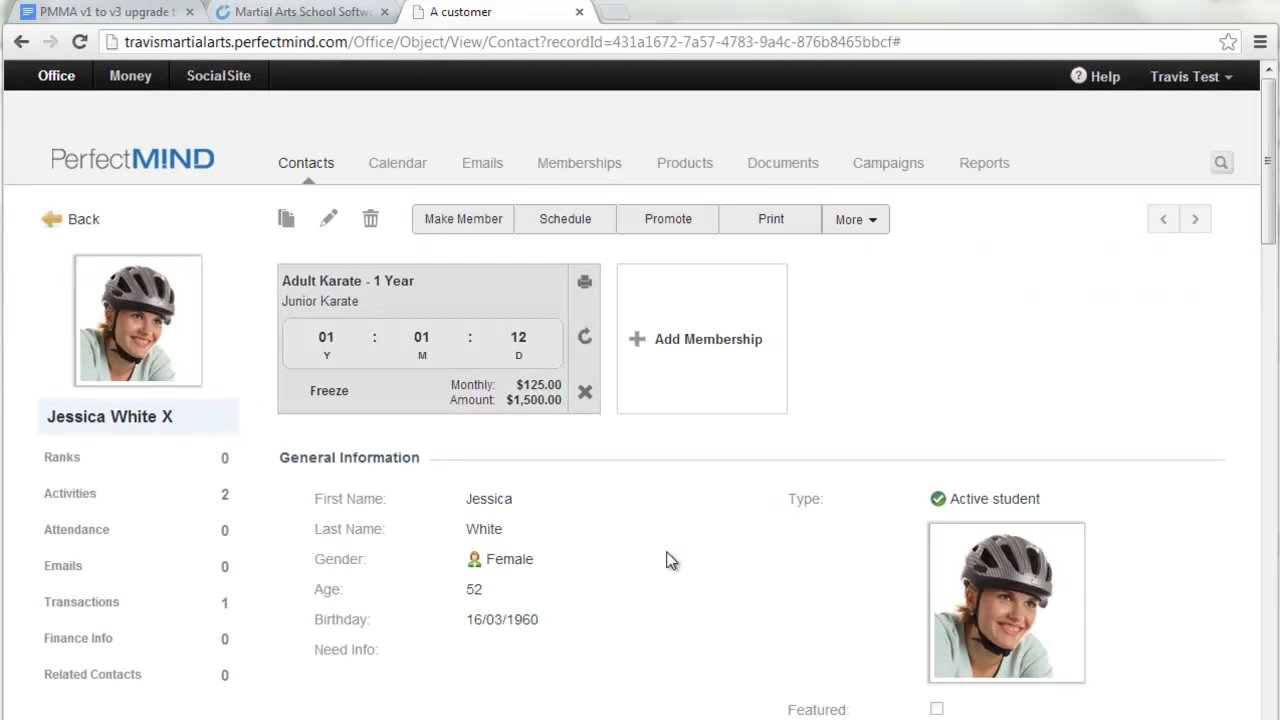 PMMA v1 to v3 upgrade
Martial Arts School Softw
A customer
travismartialarts.perfectmind.com/Office/Object/View/Contact?recordId=431a1672-7a57-4783-9a4c-876b8465bbcf#
Office Money SocialSite ? Help Travis Test
PerfectM!ND Contacts Calendar Emails Memberships Products Documents Campaigns Reports
Back Make Member Schedule Promote Print More
Adult Karate - 1 Year
Junior Karate
01 : 01 : 12
Y M D
Freeze Monthly: $125.00
Amount: $1,500.00
Add Membership
Jessica White X
Ranks 0
Activities 2
Attendance 0
Emails 0
Transactions 1
Finance Info 0
Related Contacts 0
General Information
First Name: Jessica
Last Name: White
Gender: Female
Age: 52
Birthday: 16/03/1960
Need Info:
Type: Active student
Featured: